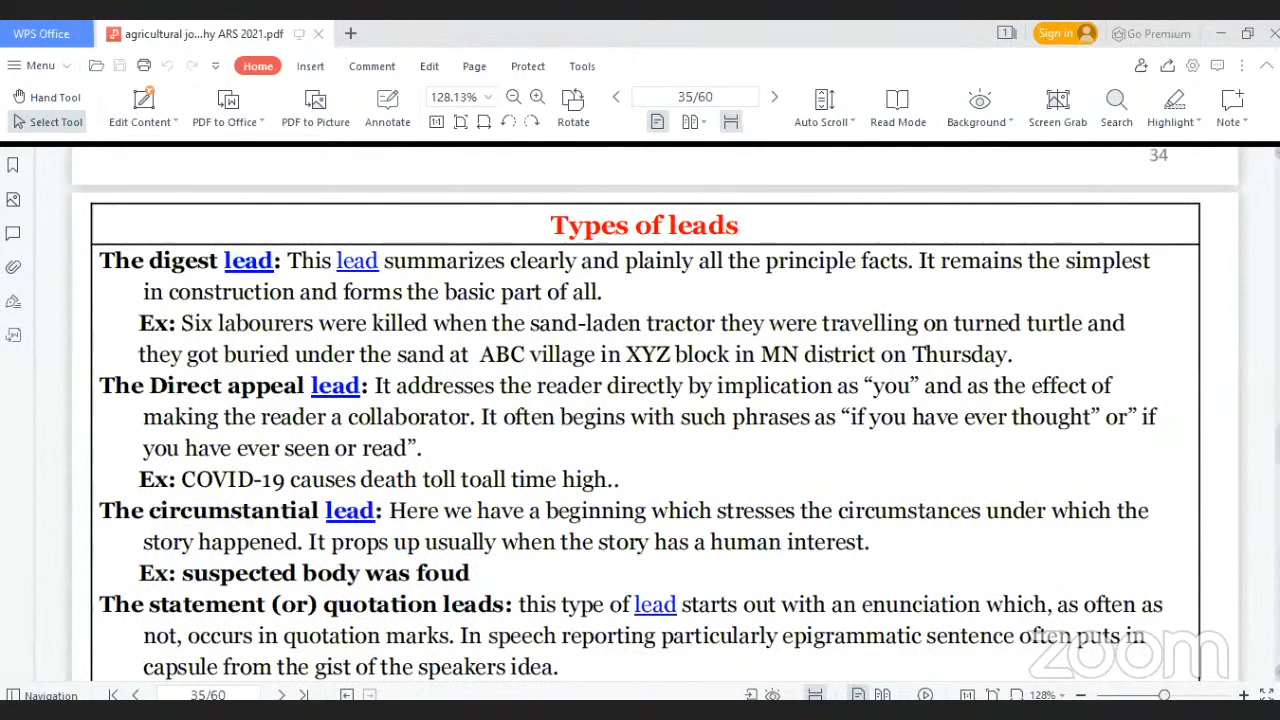 WPS Office
agricultural jo...hy ARS 2021.pdf
1
Sign in
Go Premium
Menu
Home
Insert
Comment
Edit
Page
Protect
Tools
Hand Tool
Select Tool
Edit Content
PDF to Office
PDF to Picture
Annotate
128.13%
Rotate
35/60
Auto Scroll
Read Mode
Background
Screen Grab
Search
Highlight
Note
34
Types of leads
The digest lead: This lead summarizes clearly and plainly all the principle facts. It remains the simplest
in construction and forms the basic part of all.
Ex: Six labourers were killed when the sand-laden tractor they were travelling on turned turtle and
they got buried under the sand at ABC village in XYZ block in MN district on Thursday.
The Direct appeal lead: It addresses the reader directly by implication as “you” and as the effect of
making the reader a collaborator. It often begins with such phrases as “if you have ever thought” or” if
you have ever seen or read”.
Ex: COVID-19 causes death toll toall time high..
The circumstantial lead: Here we have a beginning which stresses the circumstances under which the
story happened. It props up usually when the story has a human interest.
Ex: suspected body was foud
The statement (or) quotation leads: this type of lead starts out with an enunciation which, as often as
not, occurs in quotation marks. In speech reporting particularly epigrammatic sentence often puts in
capsule from the gist of the speakers idea.
zoom
Navigation
35/60
128%